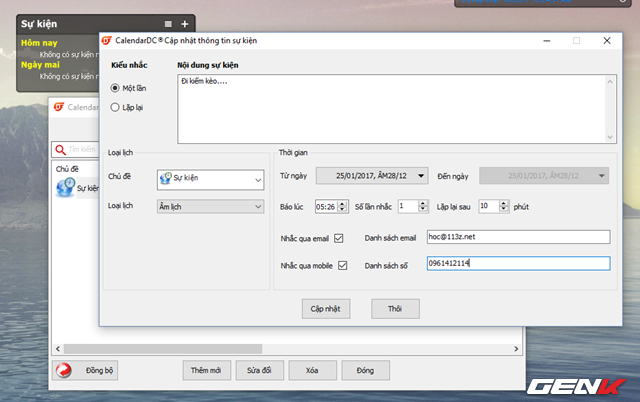 Sự kiện
Hôm nay
Không có sự kiện n
Ngày mai
Không có sự kiện n
CalendarDC ® Cập nhật thông tin sự kiện
Kiểu nhắc
Một lần
Lặp lại
Nội dung sự kiện
Đi kiếm kèo....
Calendar
Tìm kiếm
Chủ đề
Sự kiện
Loại lịch
Chủ đề
Sự kiện
Loại lịch
Âm lịch
Thời gian
Từ ngày
25/01/2017, ÂM28/12
Đến ngày
25/01/2017, ÂM28/12
Báo lúc
05:26
Số lần nhắc
1
Lặp lại sau
10
phút
Nhắc qua email
Danh sách email
hoc@113z.net
Nhắc qua mobile
Danh sách số
0961412114
Cập nhật
Thôi
Đồng bộ
Thêm mới
Sửa đổi
Xóa
Đóng
GENK